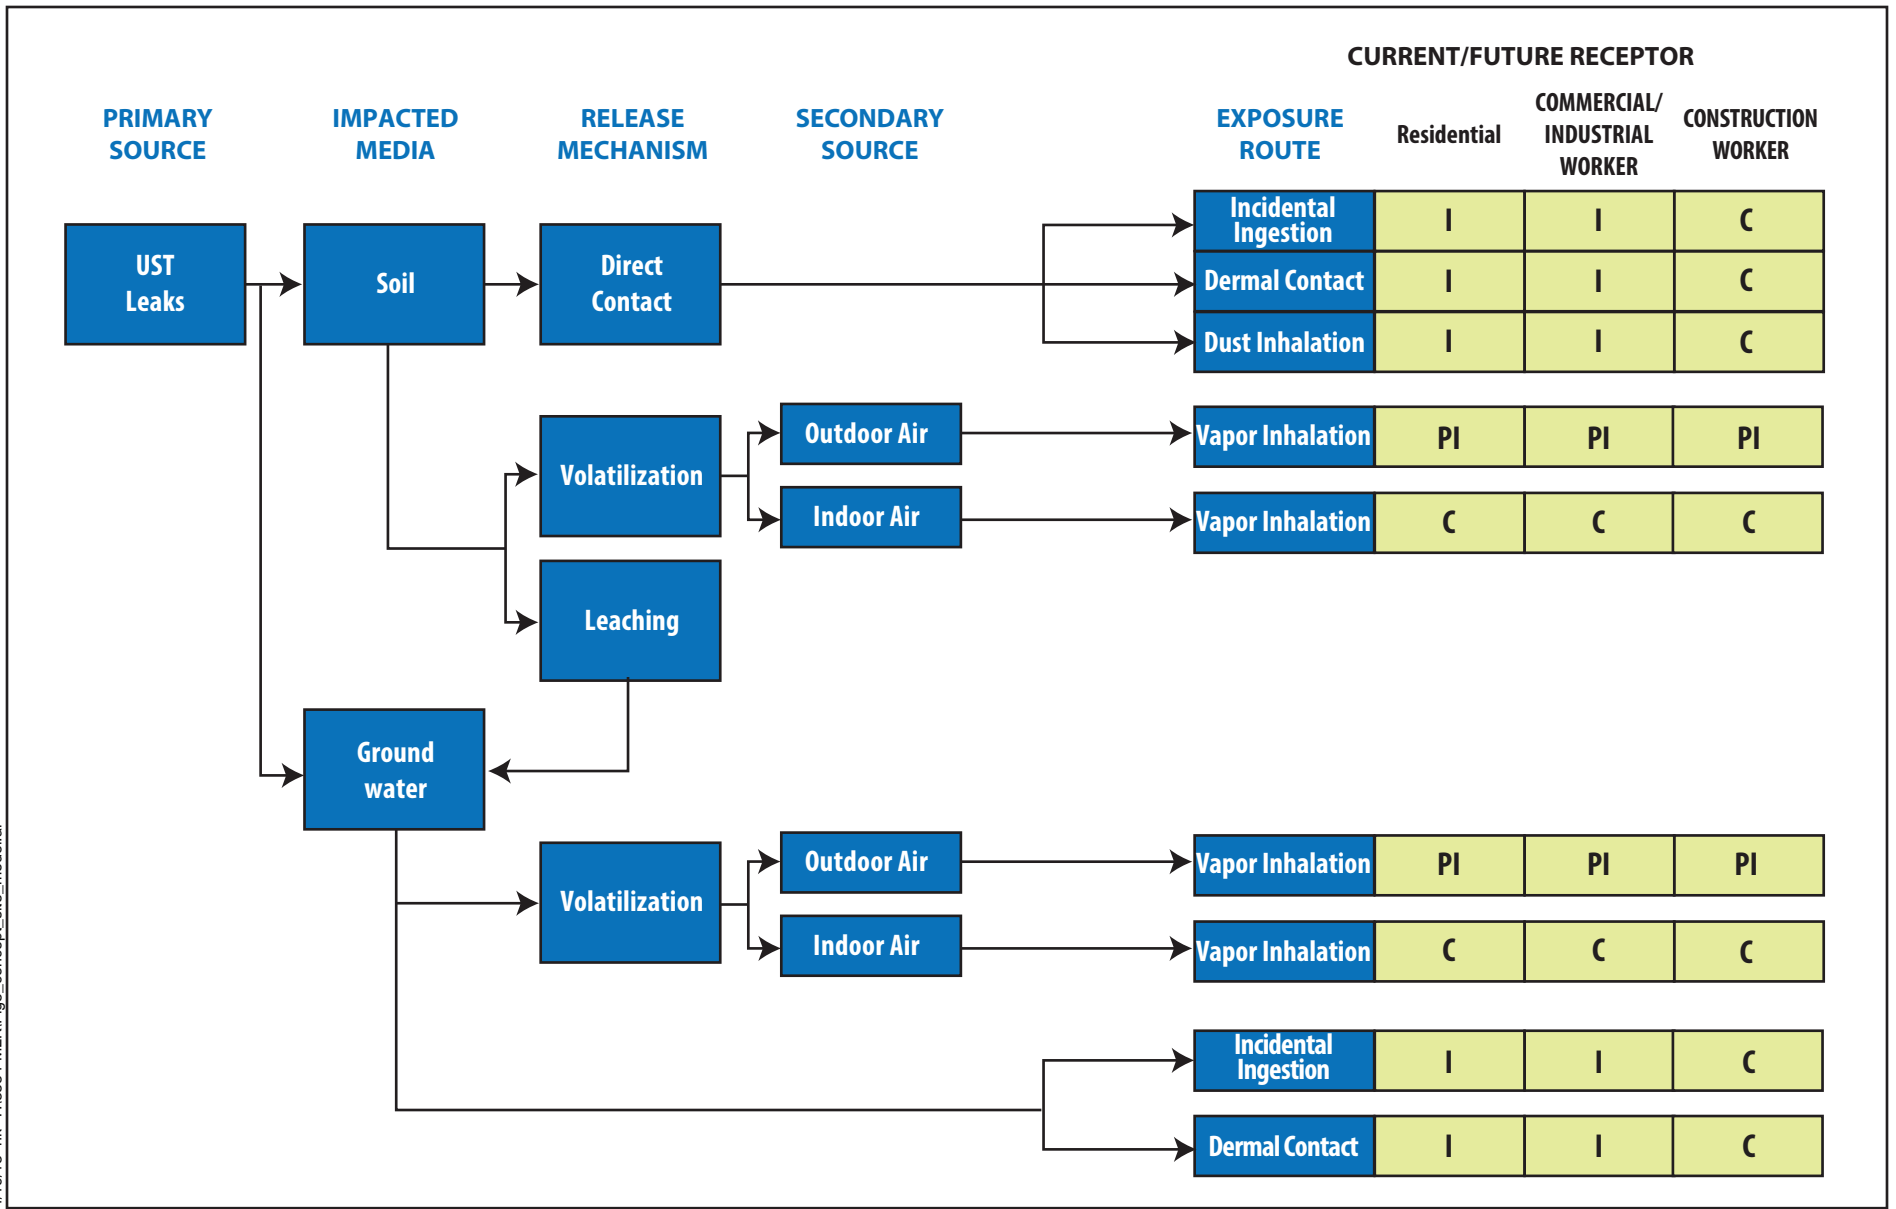 CURRENT/FUTURE RECEPTOR
PRIMARY
SOURCE
IMPACTED
MEDIA
RELEASE
MECHANISM
SECONDARY
SOURCE
EXPOSURE
ROUTE
Residential
COMMERCIAL/
INDUSTRIAL
WORKER
CONSTRUCTION
WORKER
UST
Leaks
Soil
Direct
Contact
Incidental
Ingestion
I I C
Dermal Contact I I C
Dust Inhalation I I C
Volatilization
Outdoor Air
Vapor Inhalation PI PI PI
Indoor Air
Vapor Inhalation C C C
Leaching
Ground
water
Volatilization
Outdoor Air
Vapor Inhalation PI PI PI
Indoor Air
Vapor Inhalation C C C
Incidental
Ingestion
I I C
Dermal Contact I I C